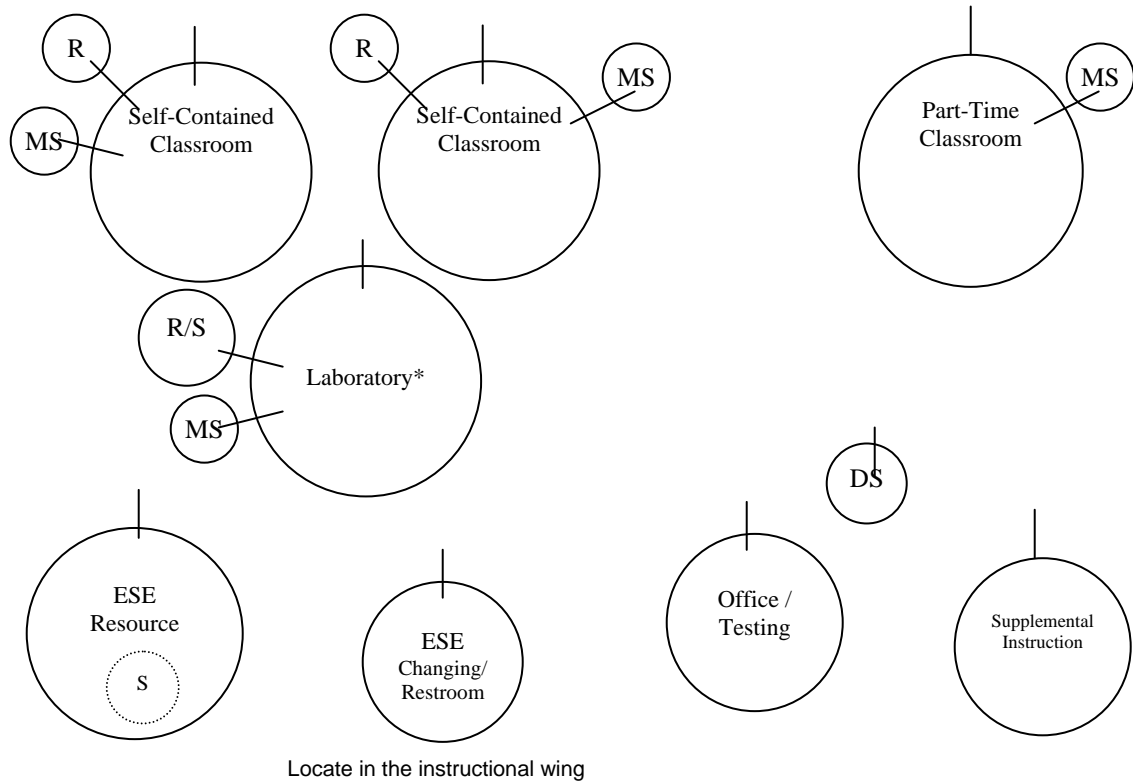 R
R
MS
MS
MS
Self-Contained
Classroom
Self-Contained
Classroom
Part-Time
Classroom
R/S
Laboratory*
MS
DS
ESE
Resource
S
ESE
Changing/
Restroom
Office /
Testing
Supplemental
Instruction
Locate in the instructional wing